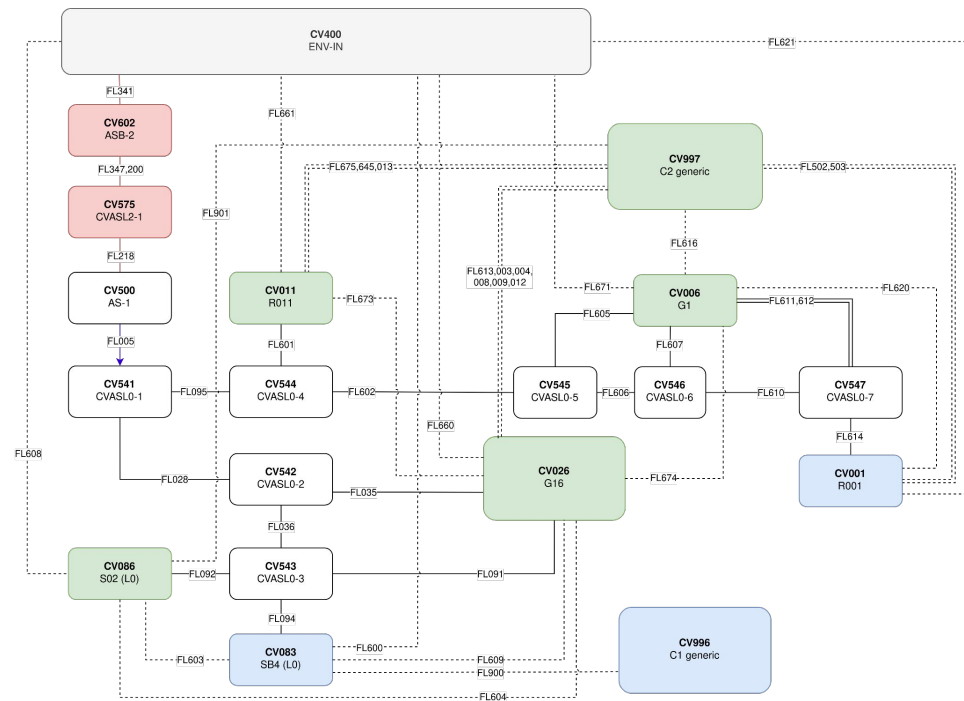 CV400
ENV-IN
FL621
FL341
FL661
CV602
ASB-2
FL347,200
FL675,645,013
CV997
C2 generic
FL502,503
CV575
CVASL2-1
FL901
FL616
FL218
FL613,003,004,
008,009,012
CV500
AS-1
CV011
R011
FL673
FL671
CV006
G1
FL620
FL611,612
FL605
FL005
FL601
FL607
CV541
CVASL0-1
FL095
CV544
CVASL0-4
FL602
CV545
CVASL0-5
FL606
CV546
CVASL0-6
FL610
CV547
CVASL0-7
FL660
FL614
FL608
CV542
CVASL0-2
FL028
FL035
CV026
G16
FL674
CV001
R001
FL036
CV086
S02 (L0)
FL092
CV543
CVASL0-3
FL091
FL094
CV083
SB4 (L0)
FL600
FL603
FL609
FL900
CV996
C1 generic
FL604